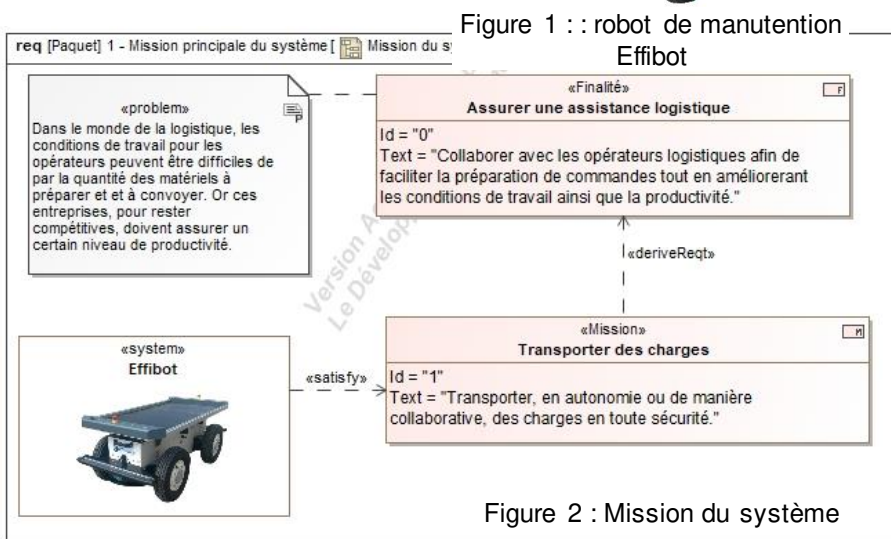 Figure 1 : : robot de manutention
Effibot
req [Paquet] 1 - Mission principale du système [ Mission du sy
«problem»
Dans le monde de la logistique, les
conditions de travail pour les
opérateurs peuvent être difficiles de
par la quantité des matériels à
préparer et et à convoyer. Or ces
entreprises, pour rester
compétitives, doivent assurer un
certain niveau de productivité.
P
«Finalité»
F
Assurer une assistance logistique
Id = "0"
Text = "Collaborer avec les opérateurs logistiques afin de
faciliter la préparation de commandes tout en améliorerant
les conditions de travail ainsi que la productivité."
Version A
Le Dévelop
«deriveReqt»
«system»
Effibot
«satisfy»
«Mission»
M
Transporter des charges
Id = "1"
Text = "Transporter, en autonomie ou de manière
collaborative, des charges en toute sécurité."
Figure 2 : Mission du système